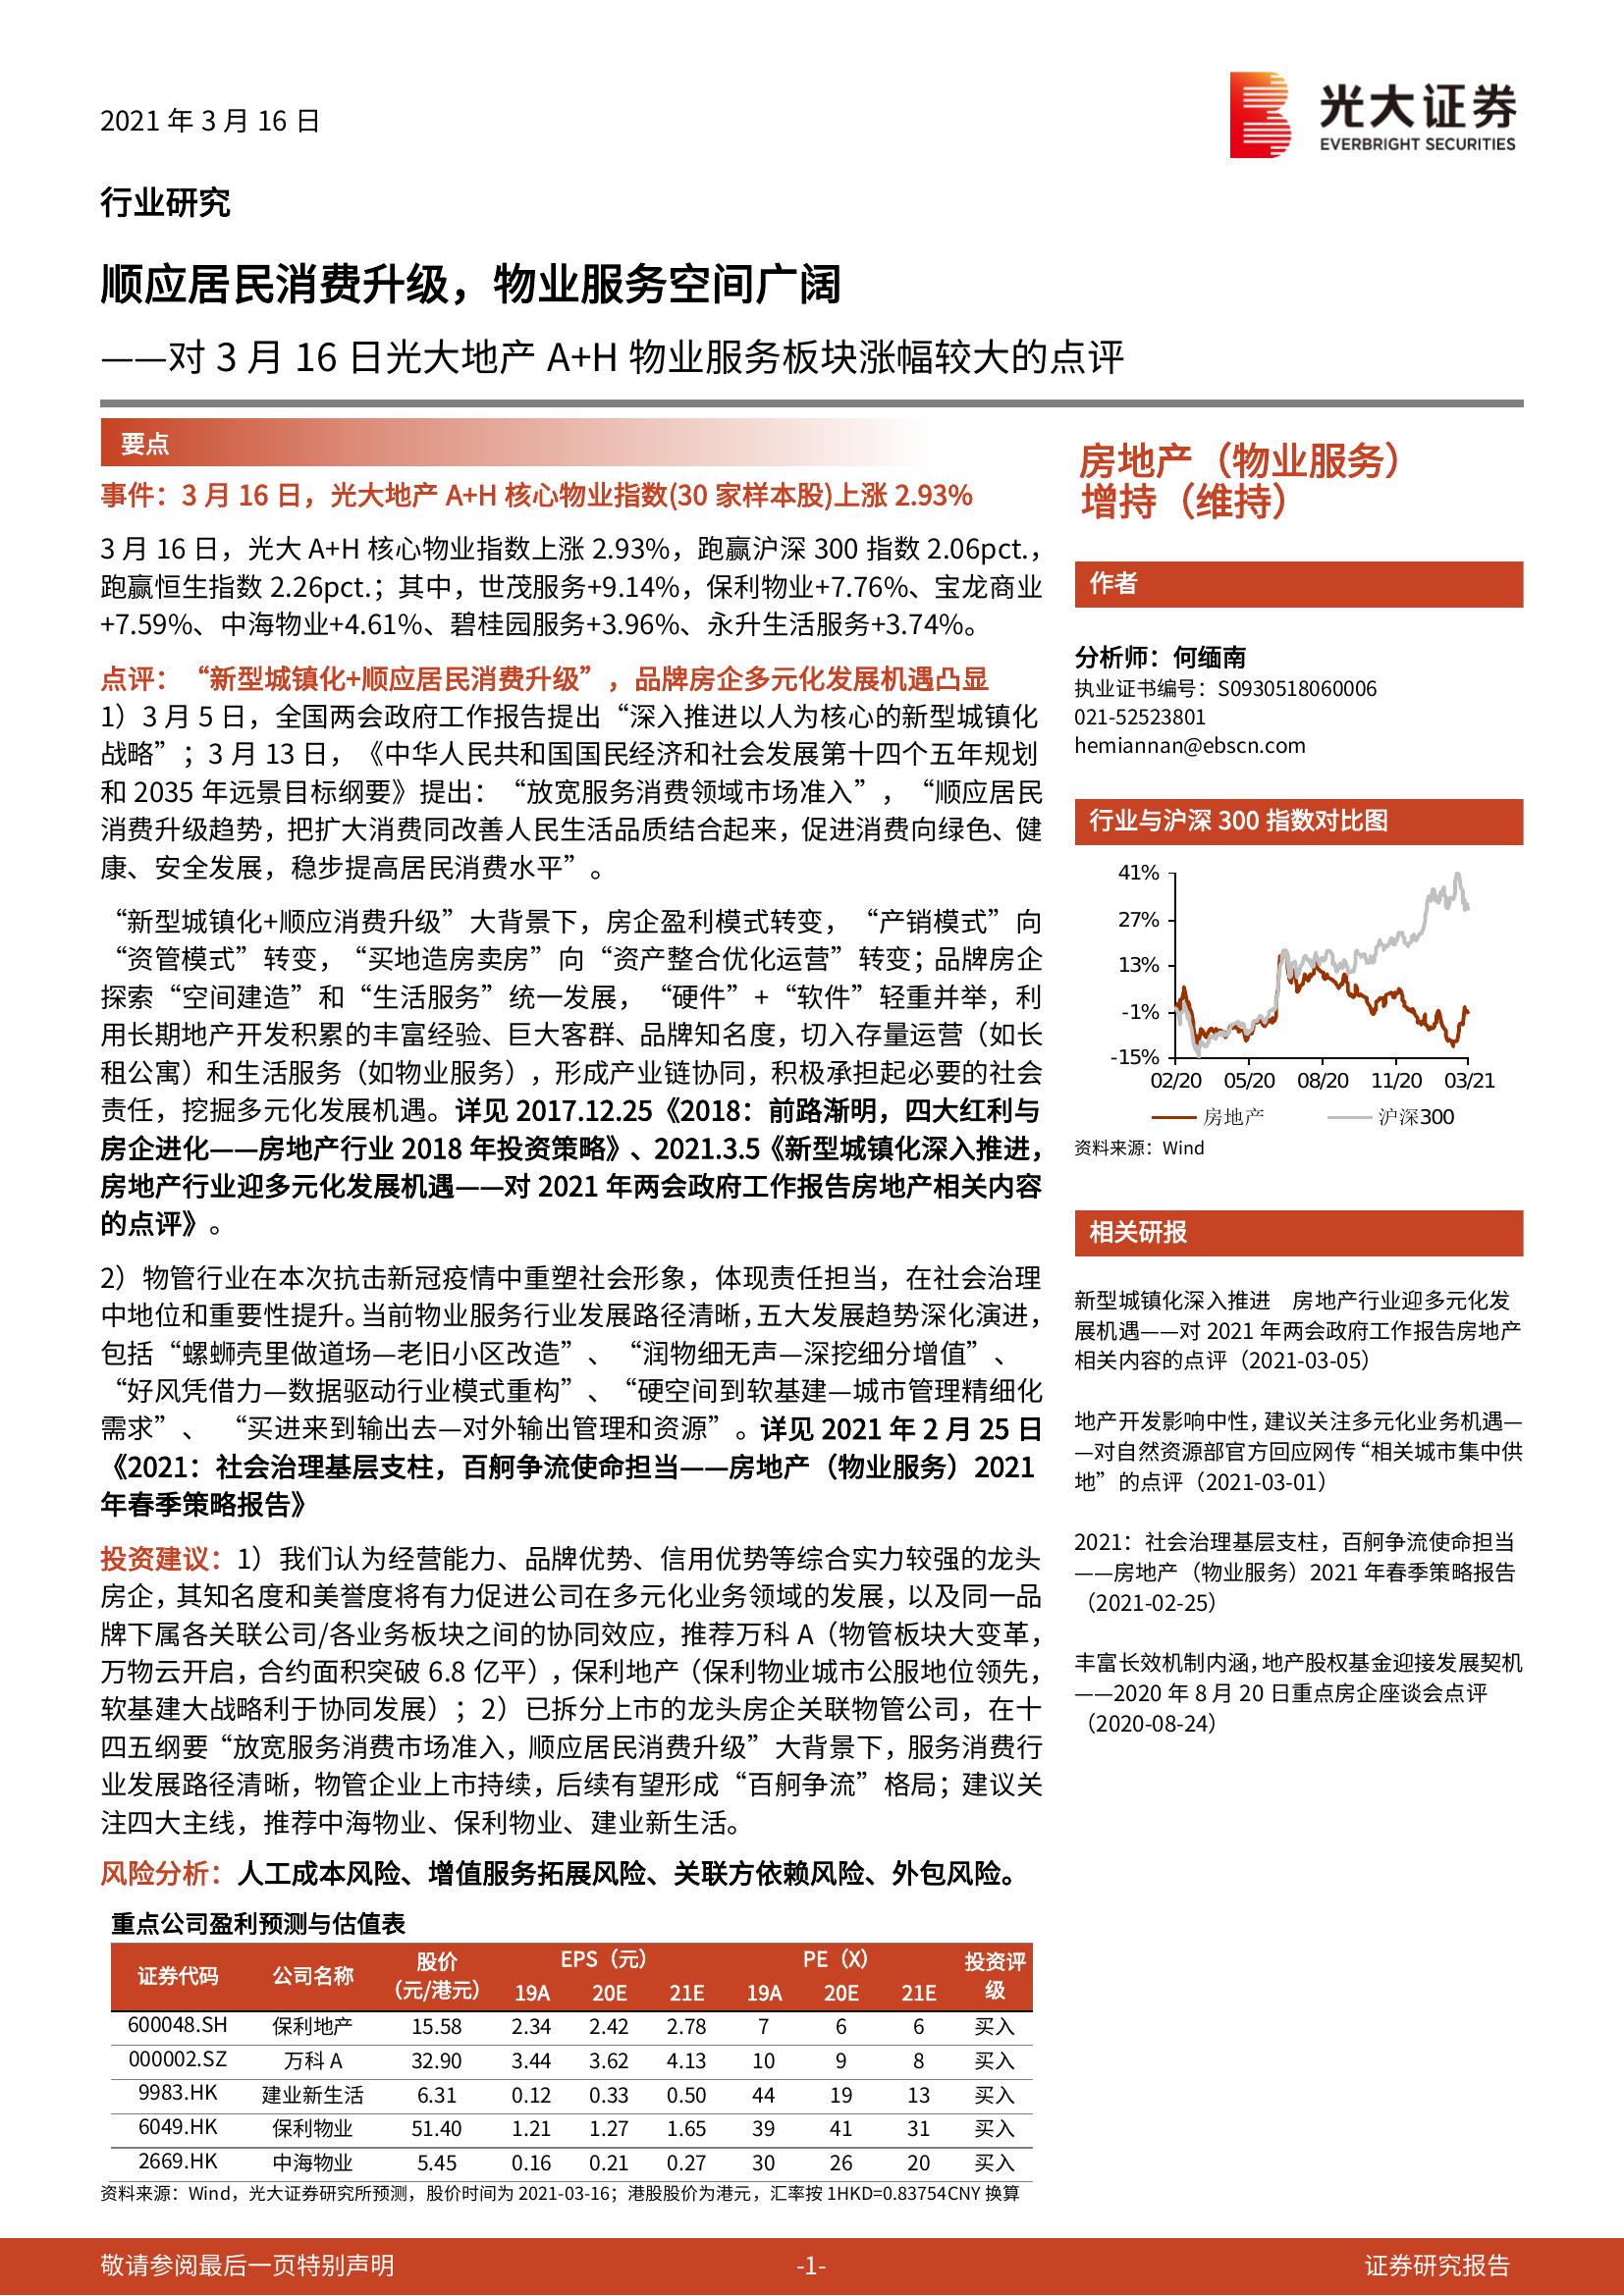 2021 年 3 月 16 日
光大证券
EVERBRIGHT SECURITIES
行业研究
顺应居民消费升级，物业服务空间广阔
——对 3 月 16 日光大地产 A+H 物业服务板块涨幅较大的点评
要点
事件：3 月 16 日，光大地产 A+H 核心物业指数(30 家样本股)上涨 2.93%
3 月 16 日，光大 A+H 核心物业指数上涨 2.93%，跑赢沪深 300 指数 2.06pct.，
跑赢恒生指数 2.26pct.；其中，世茂服务+9.14%，保利物业+7.76%、宝龙商业
+7.59%、中海物业+4.61%、碧桂园服务+3.96%、永升生活服务+3.74%。
点评：“新型城镇化+顺应居民消费升级”，品牌房企多元化发展机遇凸显
1）3 月 5 日，全国两会政府工作报告提出“深入推进以人为核心的新型城镇化
战略”；3 月 13 日，《中华人民共和国国民经济和社会发展第十四个五年规划
和 2035 年远景目标纲要》提出：“放宽服务消费领域市场准入”，“顺应居民
消费升级趋势，把扩大消费同改善人民生活品质结合起来，促进消费向绿色、健
康、安全发展，稳步提高居民消费水平”。
“新型城镇化+顺应消费升级”大背景下，房企盈利模式转变，“产销模式”向
“资管模式”转变，“买地造房卖房”向“资产整合优化运营”转变；品牌房企
探索“空间建造”和“生活服务”统一发展，“硬件”+“软件”轻重并举，利
用长期地产开发积累的丰富经验、巨大客群、品牌知名度，切入存量运营（如长
租公寓）和生活服务（如物业服务），形成产业链协同，积极承担起必要的社会
责任，挖掘多元化发展机遇。详见 2017.12.25《2018：前路渐明，四大红利与
房企进化——房地产行业 2018 年投资策略》、2021.3.5《新型城镇化深入推进，
房地产行业迎多元化发展机遇——对 2021 年两会政府工作报告房地产相关内容
的点评》。
2）物管行业在本次抗击新冠疫情中重塑社会形象，体现责任担当，在社会治理
中地位和重要性提升。当前物业服务行业发展路径清晰，五大发展趋势深化演进，
包括“螺蛳壳里做道场—老旧小区改造”、“润物细无声—深挖细分增值”、
“好风凭借力—数据驱动行业模式重构”、“硬空间到软基建—城市管理精细化
需求”、“买进来到输出去—对外输出管理和资源”。详见 2021 年 2 月 25 日
《2021：社会治理基层支柱，百舸争流使命担当——房地产（物业服务）2021
年春季策略报告》
投资建议：1）我们认为经营能力、品牌优势、信用优势等综合实力较强的龙头
房企，其知名度和美誉度将有力促进公司在多元化业务领域的发展，以及同一品
牌下属各关联公司/各业务板块之间的协同效应，推荐万科 A（物管板块大变革，
万物云开启，合约面积突破 6.8 亿平），保利地产（保利物业城市公服地位领先，
软基建大战略利于协同发展）；2）已拆分上市的龙头房企关联物管公司，在十
四五纲要“放宽服务消费市场准入，顺应居民消费升级”大背景下，服务消费行
业发展路径清晰，物管企业上市持续，后续有望形成“百舸争流”格局；建议关
注四大主线，推荐中海物业、保利物业、建业新生活。
风险分析：人工成本风险、增值服务拓展风险、关联方依赖风险、外包风险。
重点公司盈利预测与估值表
证券代码 公司名称 股价 EPS（元） PE（X） 投资评
（元/港元） 19A 20E 21E 19A 20E 21E 级
600048.SH 保利地产 15.58 2.34 2.42 2.78 7 6 6 买入
000002.SZ 万科 A 32.90 3.44 3.62 4.13 10 9 8 买入
9983.HK 建业新生活 6.31 0.12 0.33 0.50 44 19 13 买入
6049.HK 保利物业 51.40 1.21 1.27 1.65 39 41 31 买入
2669.HK 中海物业 5.45 0.16 0.21 0.27 30 26 20 买入
资料来源：Wind，光大证券研究所预测，股价时间为 2021-03-16；港股股价为港元，汇率按 1HKD=0.83754CNY 换算
房地产（物业服务）
增持（维持）
作者
分析师：何缅南
执业证书编号：S0930518060006
021-52523801
hemiannan@ebscn.com
行业与沪深 300 指数对比图
41%
27%
13%
-1%
-15%
02/20 05/20 08/20 11/20 03/21
房地产 沪深300
资料来源：Wind
相关研报
新型城镇化深入推进 房地产行业迎多元化发
展机遇——对 2021 年两会政府工作报告房地产
相关内容的点评（2021-03-05）
地产开发影响中性，建议关注多元化业务机遇—
—对自然资源部官方回应网传“相关城市集中供
地”的点评（2021-03-01）
2021：社会治理基层支柱，百舸争流使命担当
——房地产（物业服务）2021 年春季策略报告
（2021-02-25）
丰富长效机制内涵，地产股权基金迎接发展契机
——2020 年 8 月 20 日重点房企座谈会点评
（2020-08-24）
敬请参阅最后一页特别声明 -1- 证券研究报告